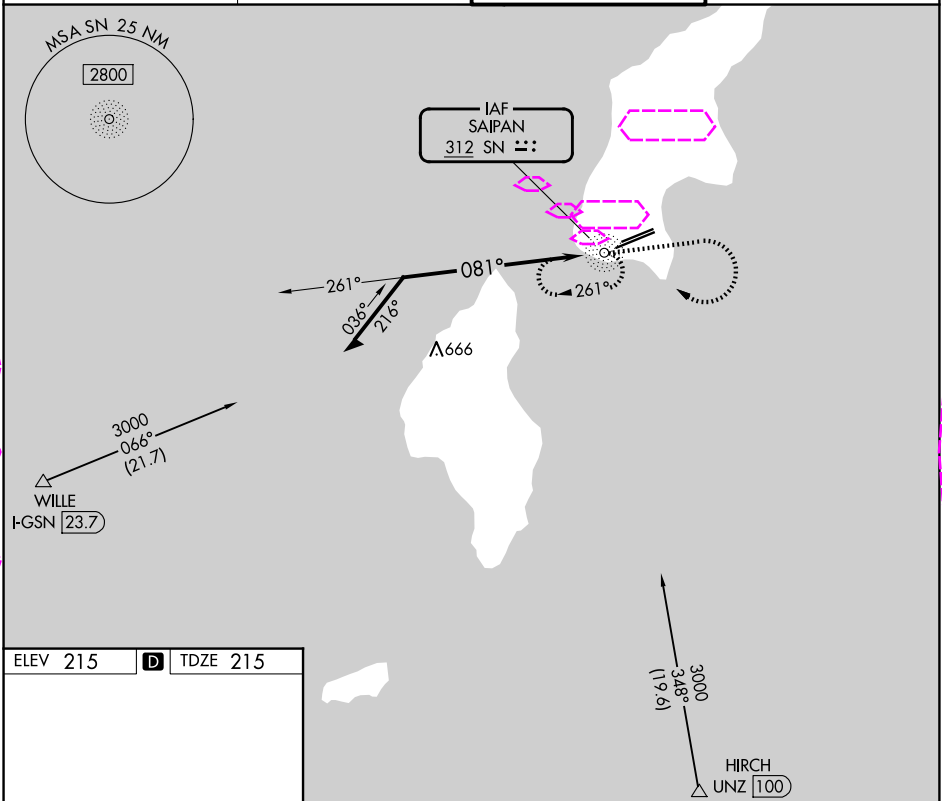 MSA SN 25 NM
2800
IAF
SAIPAN
312 SN
261°
081°
261°
036°
216°
666
3000
066°
(21.7)
WILLE
I-GSN 23.7
3000
348°
(19.6)
HIRCH
UNZ 100
ELEV 215 D TDZE 215